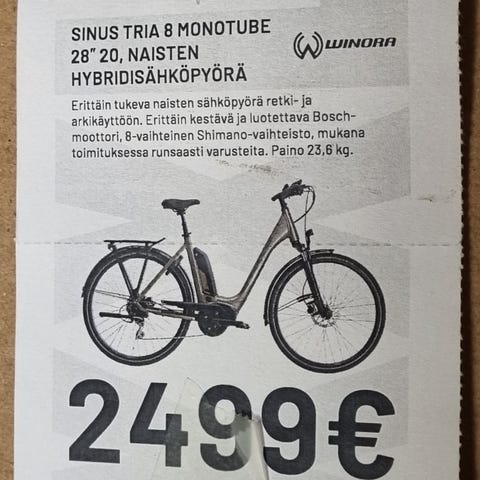 SINUS TRIA 8 MONOTUBE
28” 20, NAISTEN
HYBRIDISÄHKÖPYÖRÄ
WINORA
Erittäin tukeva naisten sähköpyörä retki- ja
arkikäyttöön. Erittäin kestävä ja luotettava Bosch-
moottori, 8-vaihteinen Shimano-vaihteisto, mukana
toimituksessa runsaasti varusteita. Paino 23,6 kg.
2499€